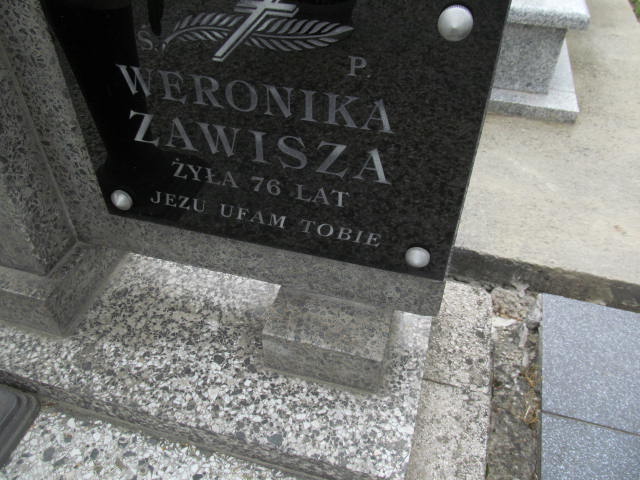 Ś. P.
WERONIKA
ZAWISZA
ŻYŁA 76 LAT
JEZU UFAM TOBIE